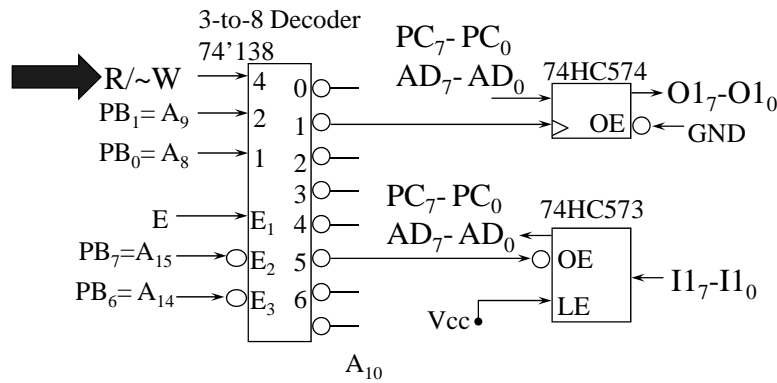 3-to-8 Decoder
74’138
R/~W
4
PB₁= A₉
2
PB₀= A₈
1
E
E₁
PB₇=A₁₅
E₂
PB₆= A₁₄
E₃
0
1
2
3
4
5
6
A₁₀
PC₇- PC₀
AD₇- AD₀
74HC574
OE
O1₇-O1₀
GND
PC₇- PC₀
AD₇- AD₀
74HC573
OE
LE
I1₇-I1₀
Vcc